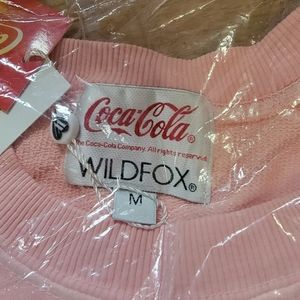 Coca-Cola
The Coca-Cola Company. All rights reserved
WILDFOX®
M